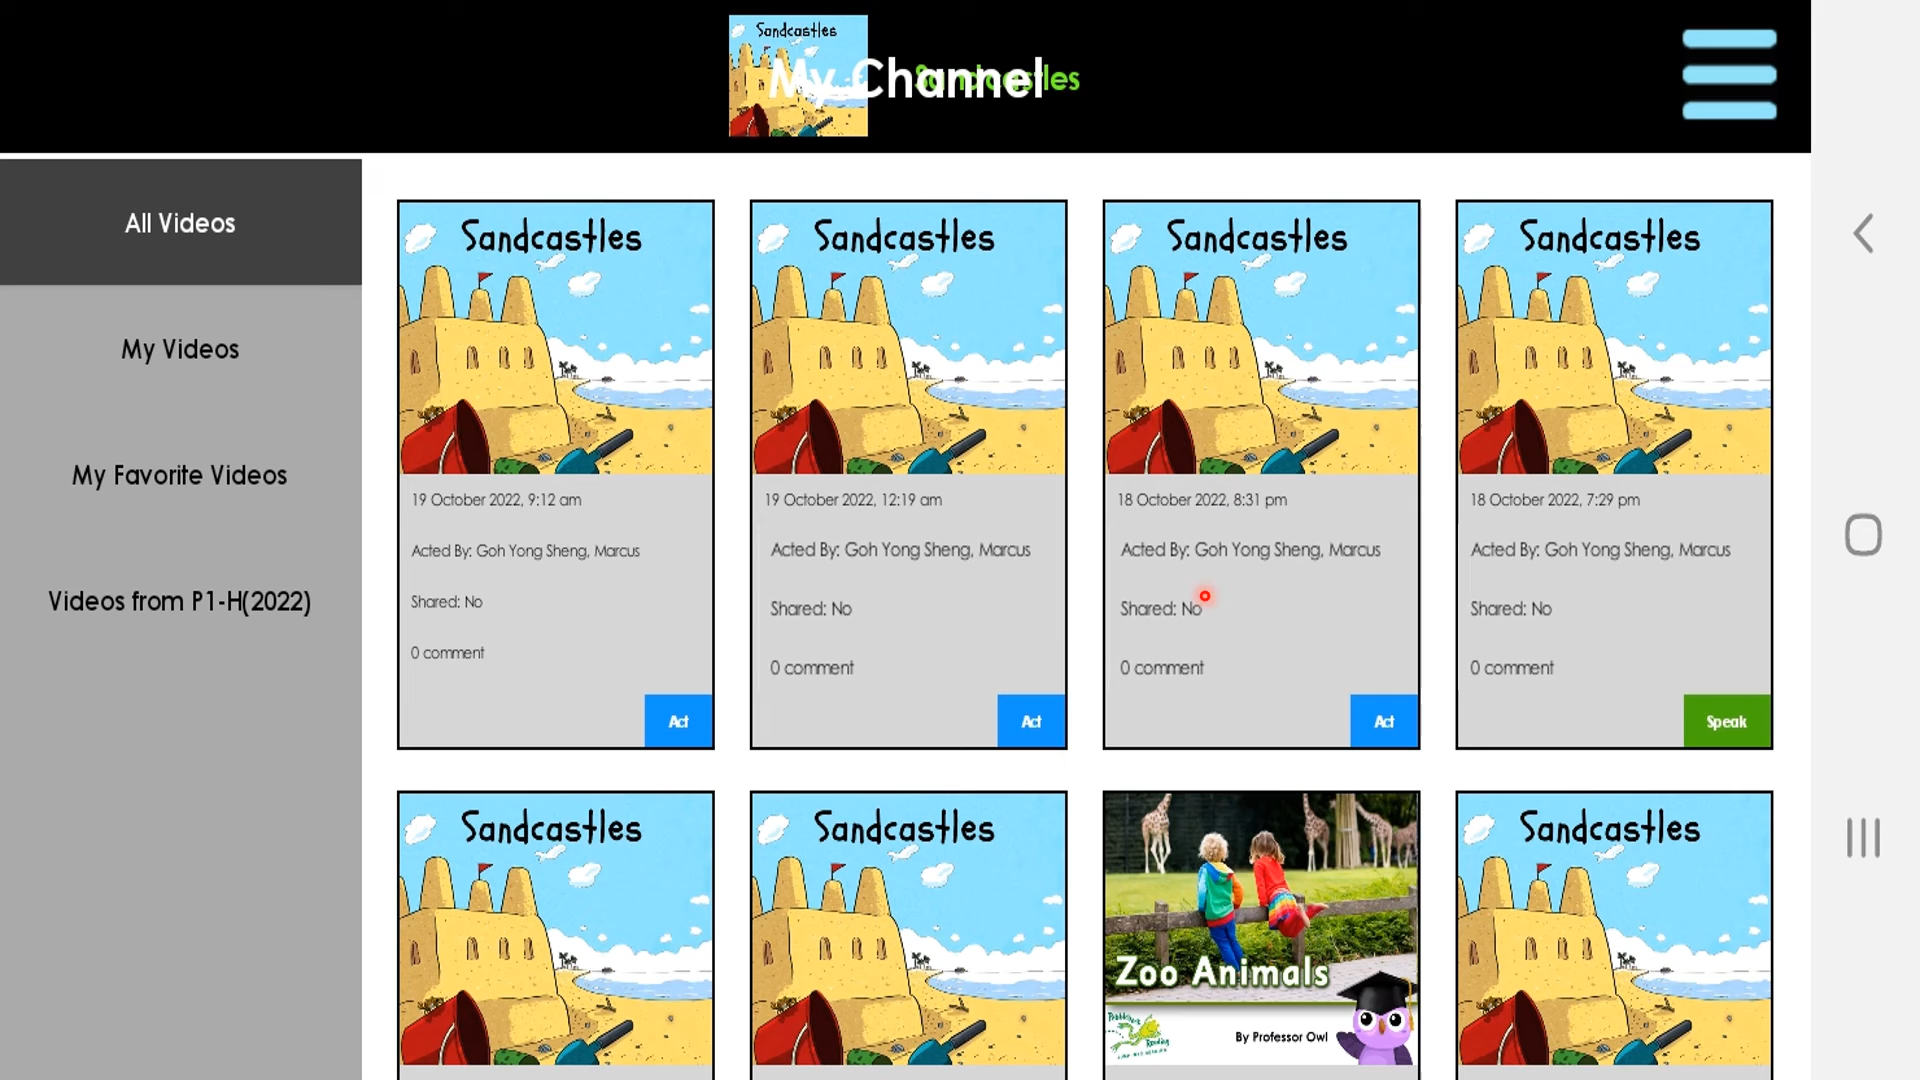 Sandcastles
My Channel
Sandcastles
All Videos
My Videos
My Favorite Videos
Videos from P1-H(2022)
Sandcastles
19 October 2022, 9:12 am
Acted By: Goh Yong Sheng, Marcus
Shared: No
0 comment
Act
Sandcastles
19 October 2022, 12:19 am
Acted By: Goh Yong Sheng, Marcus
Shared: No
0 comment
Act
Sandcastles
18 October 2022, 8:31 pm
Acted By: Goh Yong Sheng, Marcus
Shared: No
0 comment
Act
Sandcastles
18 October 2022, 7:29 pm
Acted By: Goh Yong Sheng, Marcus
Shared: No
0 comment
Speak
Sandcastles
Sandcastles
Zoo Animals
Reading
By Professor Owl
Sandcastles